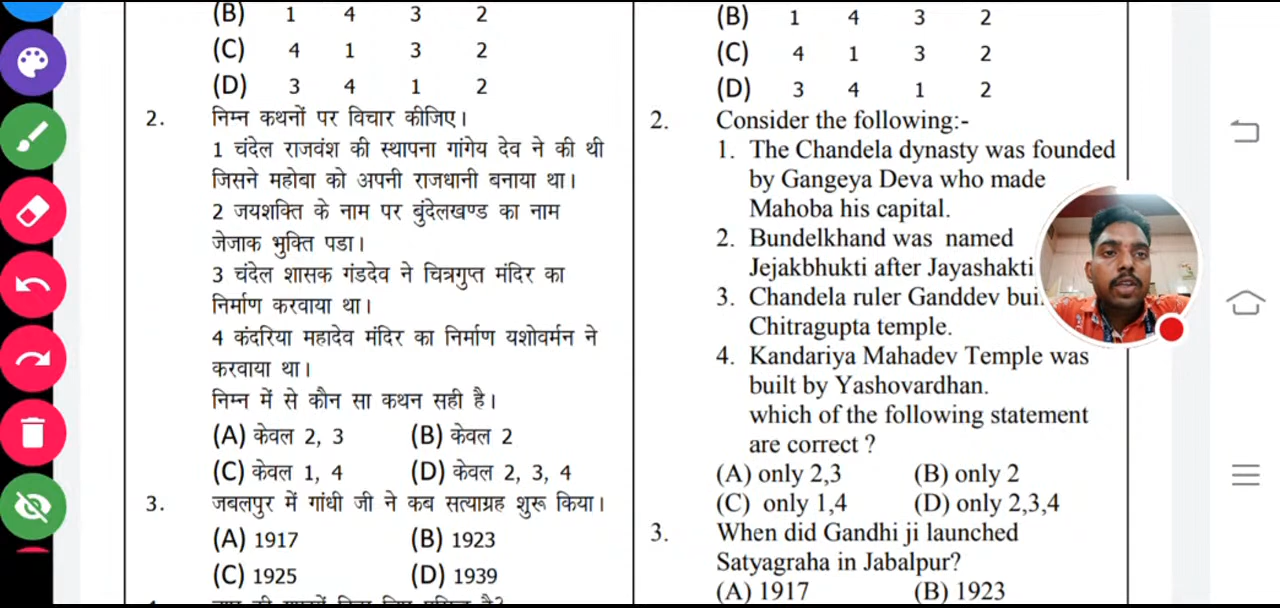 (B) 1 4 3 2
(C) 4 1 3 2
(D) 3 4 1 2
2. निम्न कथनों पर विचार कीजिए।
1 चंदेल राजवंश की स्थापना गांगेय देव ने की थी
जिसने महोबा को अपनी राजधानी बनाया था।
2 जयशक्ति के नाम पर बुंदेलखण्ड का नाम
जेजाक भुक्ति पडा।
3 चंदेल शासक गंडदेव ने चित्रगुप्त मंदिर का
निर्माण करवाया था।
4 कंदरिया महादेव मंदिर का निर्माण यशोवर्मन ने
करवाया था।
निम्न में से कौन सा कथन सही है।
(A) केवल 2, 3 (B) केवल 2
(C) केवल 1, 4 (D) केवल 2, 3, 4
3. जबलपुर में गांधी जी ने कब सत्याग्रह शुरू किया।
(A) 1917 (B) 1923
(C) 1925 (D) 1939
(B) 1 4 3 2
(C) 4 1 3 2
(D) 3 4 1 2
2. Consider the following:-
1. The Chandela dynasty was founded
by Gangeya Deva who made
Mahoba his capital.
2. Bundelkhand was named
Jejakbhukti after Jayashakti
3. Chandela ruler Ganddev
Chitragupta temple.
4. Kandariya Mahadev Temple was
built by Yashovardhan.
which of the following statement
are correct ?
(A) only 2,3 (B) only 2
(C) only 1,4 (D) only 2,3,4
3. When did Gandhi ji launched
Satyagraha in Jabalpur?
(A) 1917 (B) 1923